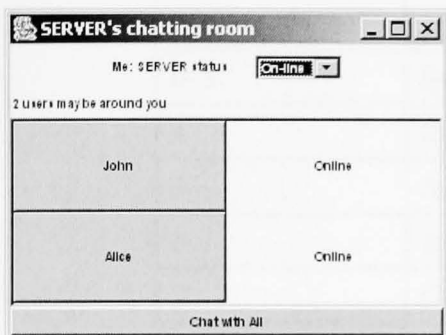 SERVER's chatting room
Me: SERVER status On-line
2 users may be around you
John Online
Alice Online
Chat with All